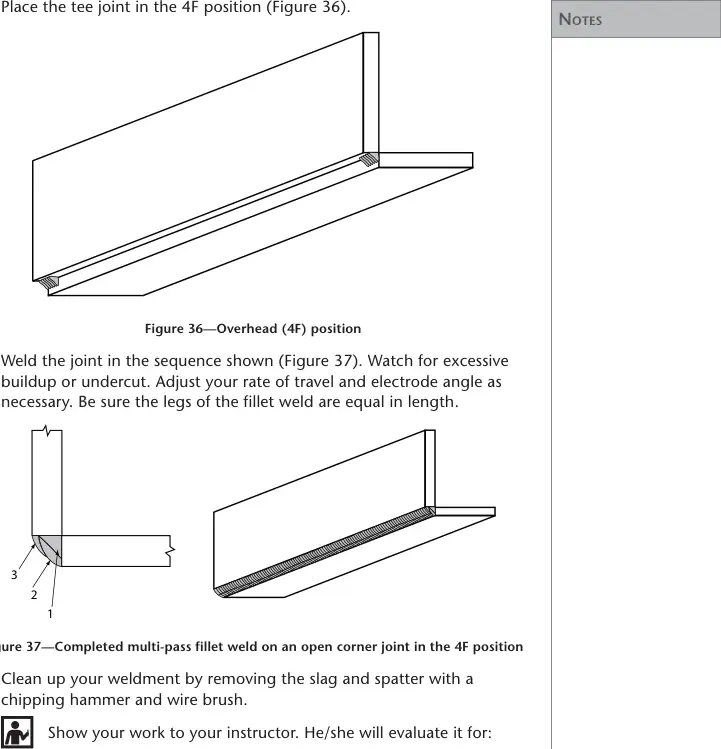 Place the tee joint in the 4F position (Figure 36).
NOTES
Figure 36—Overhead (4F) position
Weld the joint in the sequence shown (Figure 37). Watch for excessive
buildup or undercut. Adjust your rate of travel and electrode angle as
necessary. Be sure the legs of the fillet weld are equal in length.
3
2
1
ure 37—Completed multi-pass fillet weld on an open corner joint in the 4F position
Clean up your weldment by removing the slag and spatter with a
chipping hammer and wire brush.
Show your work to your instructor. He/she will evaluate it for: